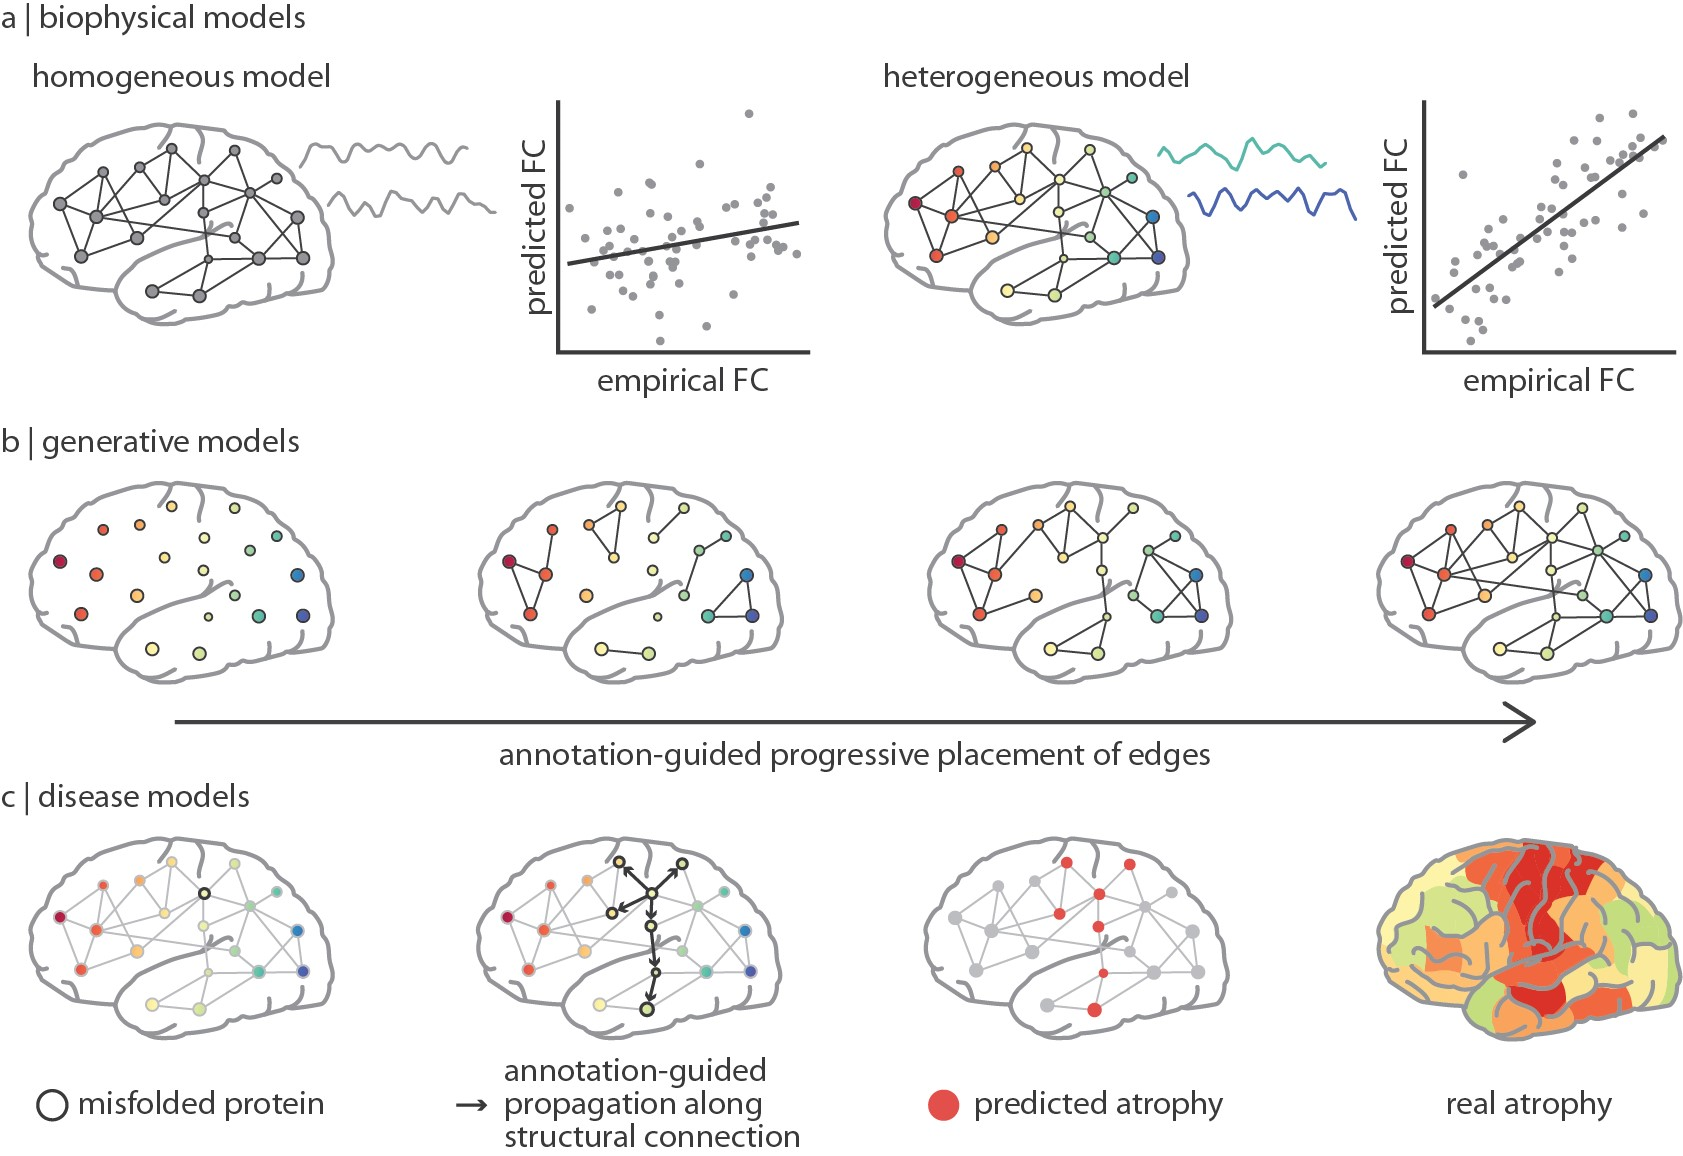 a | biophysical models
homogeneous model
heterogeneous model
predicted FC
empirical FC
predicted FC
empirical FC
b | generative models
annotation-guided progressive placement of edges
c | disease models
misfolded protein
annotation-guided
propagation along
structural connection
predicted atrophy
real atrophy